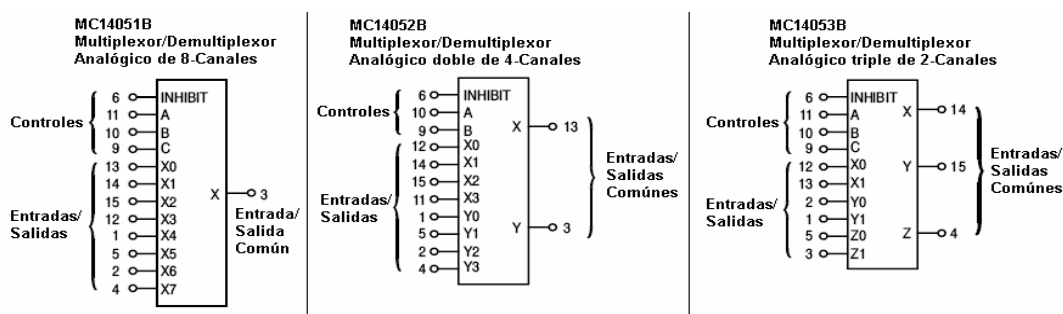 MC14051B
Multiplexor/Demultiplexor
Analógico de 8-Canales
Controles
6 INHIBIT
11 A
10 B
9 C
13 X0
14 X1
15 X2
12 X3
1 X4
5 X5
2 X6
4 X7
Entradas/
Salidas
X 3
Entrada/
Salida
Común
MC14052B
Multiplexor/Demultiplexor
Analógico doble de 4-Canales
Controles
6 INHIBIT
10 A
9 B
12 X0
14 X1
15 X2
11 X3
1 Y0
5 Y1
2 Y2
4 Y3
Entradas/
Salidas
X 13
Y 3
Entradas/
Salidas
Comúnes
MC14053B
Multiplexor/Demultiplexor
Analógico triple de 2-Canales
Controles
6 INHIBIT
11 A
10 B
9 C
12 X0
13 X1
2 Y0
1 Y1
5 Z0
3 Z1
Entradas/
Salidas
X 14
Y 15
Z 4
Entradas/
Salidas
Comúnes